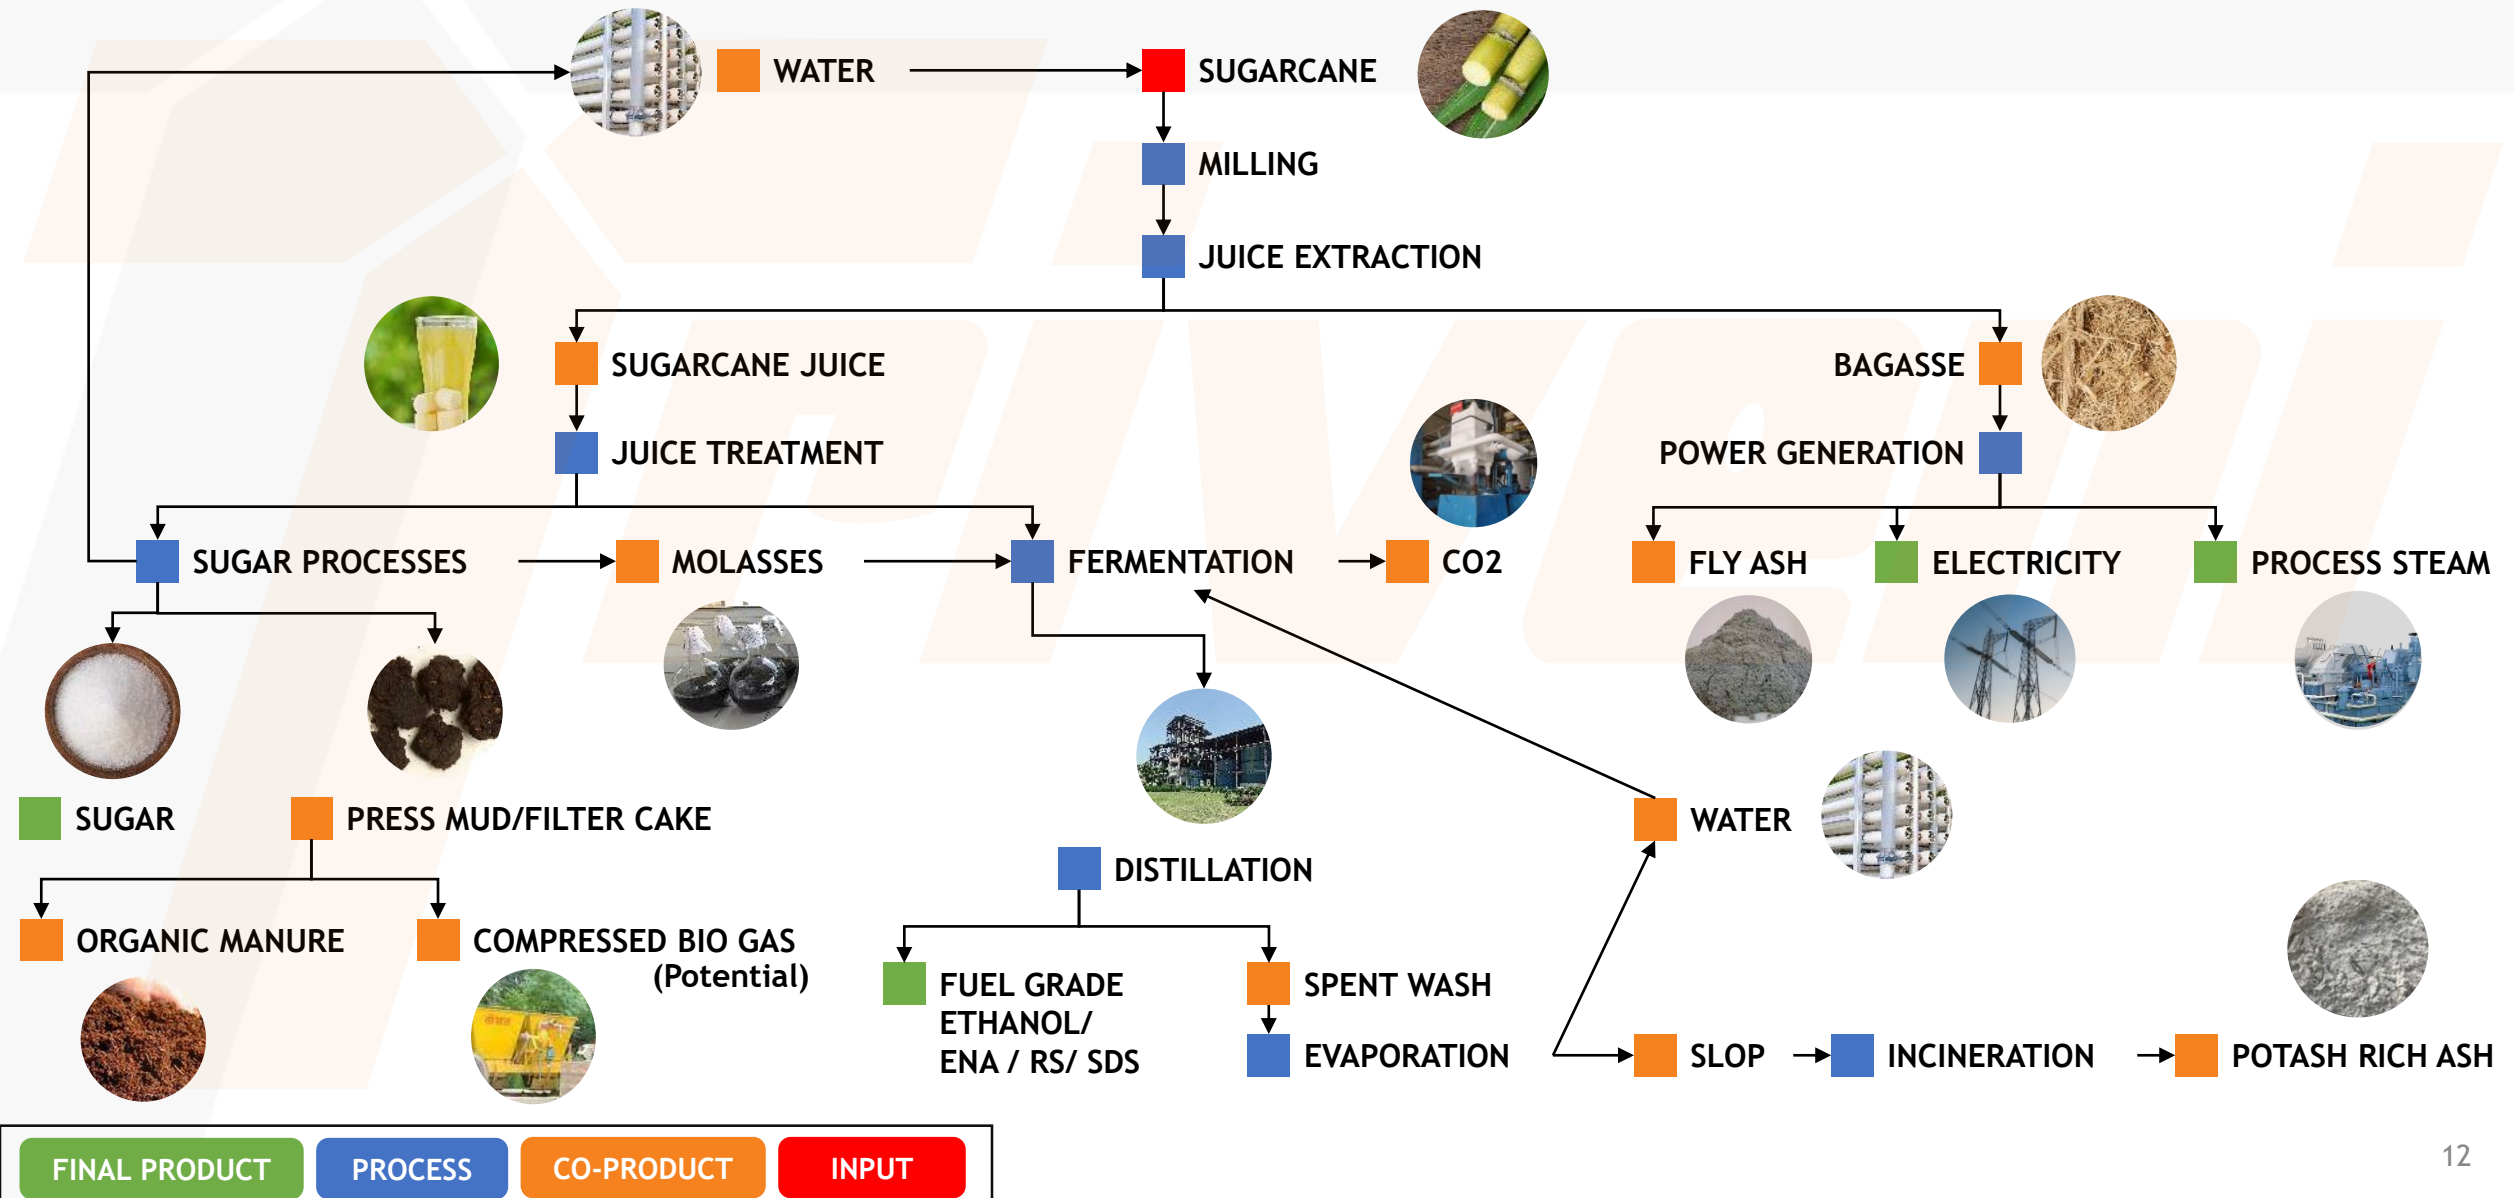 WATER
SUGARCANE
MILLING
JUICE EXTRACTION
SUGARCANE JUICE
BAGASSE
JUICE TREATMENT
POWER GENERATION
SUGAR PROCESSES
MOLASSES
FERMENTATION
CO2
FLY ASH
ELECTRICITY
PROCESS STEAM
SUGAR
PRESS MUD/FILTER CAKE
WATER
DISTILLATION
ORGANIC MANURE
COMPRESSED BIO GAS
(Potential)
FUEL GRADE
ETHANOL/
ENA / RS/ SDS
SPENT WASH
EVAPORATION
SLOP
INCINERATION
POTASH RICH ASH
FINAL PRODUCT
PROCESS
CO-PRODUCT
INPUT
12
Triveni